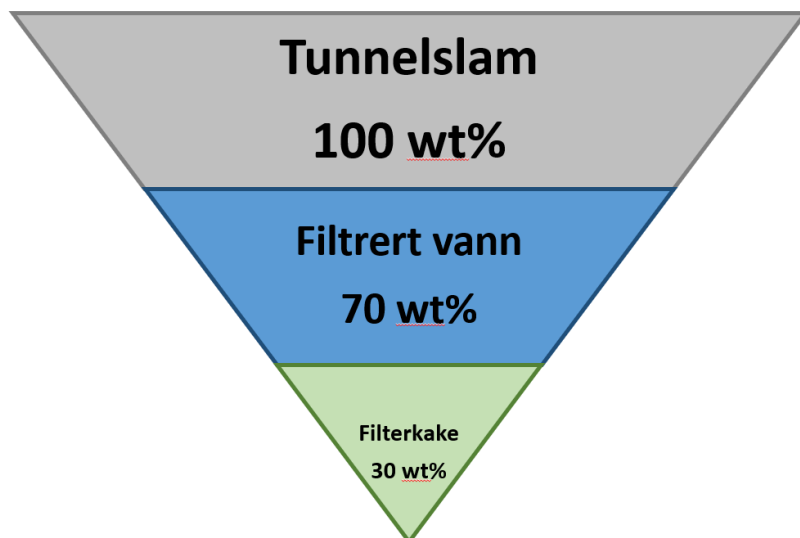 Tunnelslam
100 wt%
Filtrert vann
70 wt%
Filterkake
30 wt%